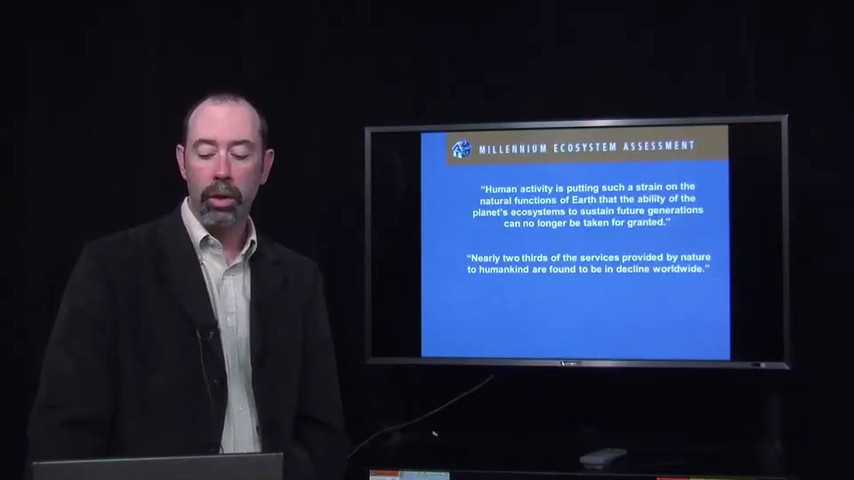 MILLENNIUM ECOSYSTEM ASSESSMENT
“Human activity is putting such a strain on the
natural functions of Earth that the ability of the
planet's ecosystems to sustain future generations
can no longer be taken for granted.”
“Nearly two thirds of the services provided by nature
to humankind are found to be in decline worldwide.”